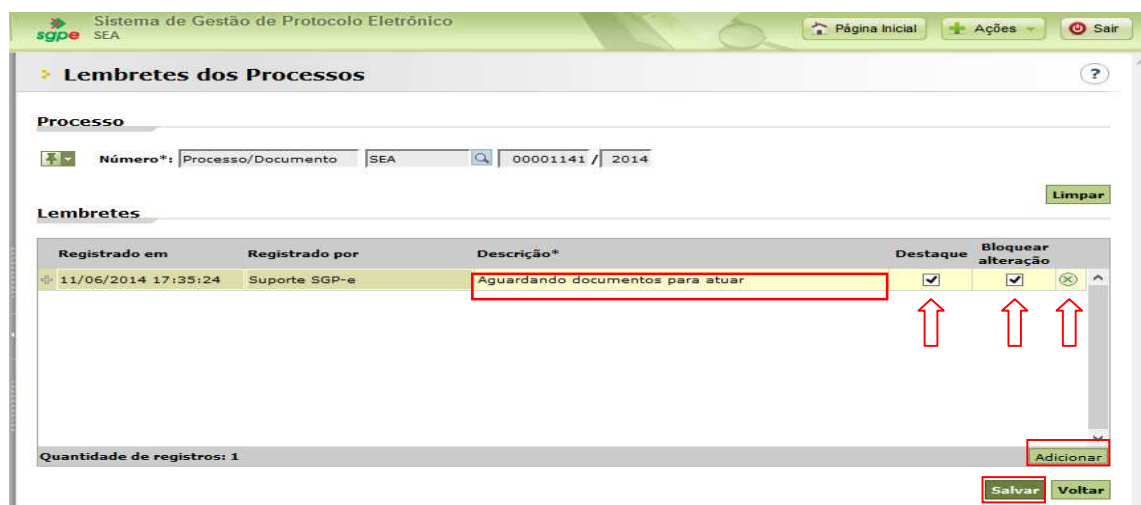 Sistema de Gestão de Protocolo Eletrônico
sgpe SEA
Página Inicial Ações Sair
Lembretes dos Processos ?
Processo
Número*: Processo/Documento SEA 00001141 / 2014
Limpar
Lembretes
Registrado em Registrado por Descrição* Destaque Bloquear alteração
11/06/2014 17:35:24 Suporte SGP-e Aguardando documentos para atuar
Quantidade de registros: 1 Adicionar
Salvar Voltar